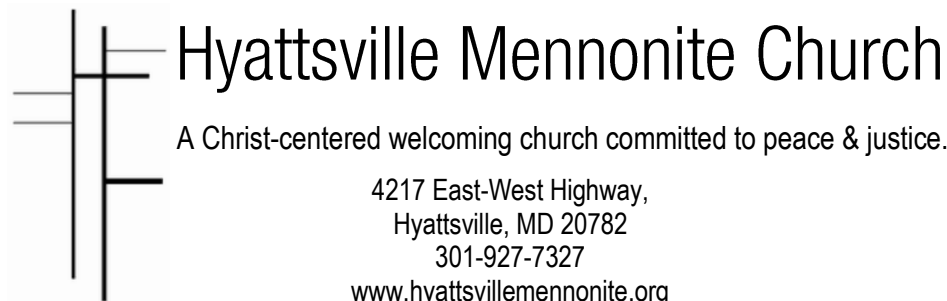 Hyattsville Mennonite Church
A Christ-centered welcoming church committed to peace & justice.
4217 East-West Highway,
Hyattsville, MD 20782
301-927-7327
www.hyattsvillemennonite.org